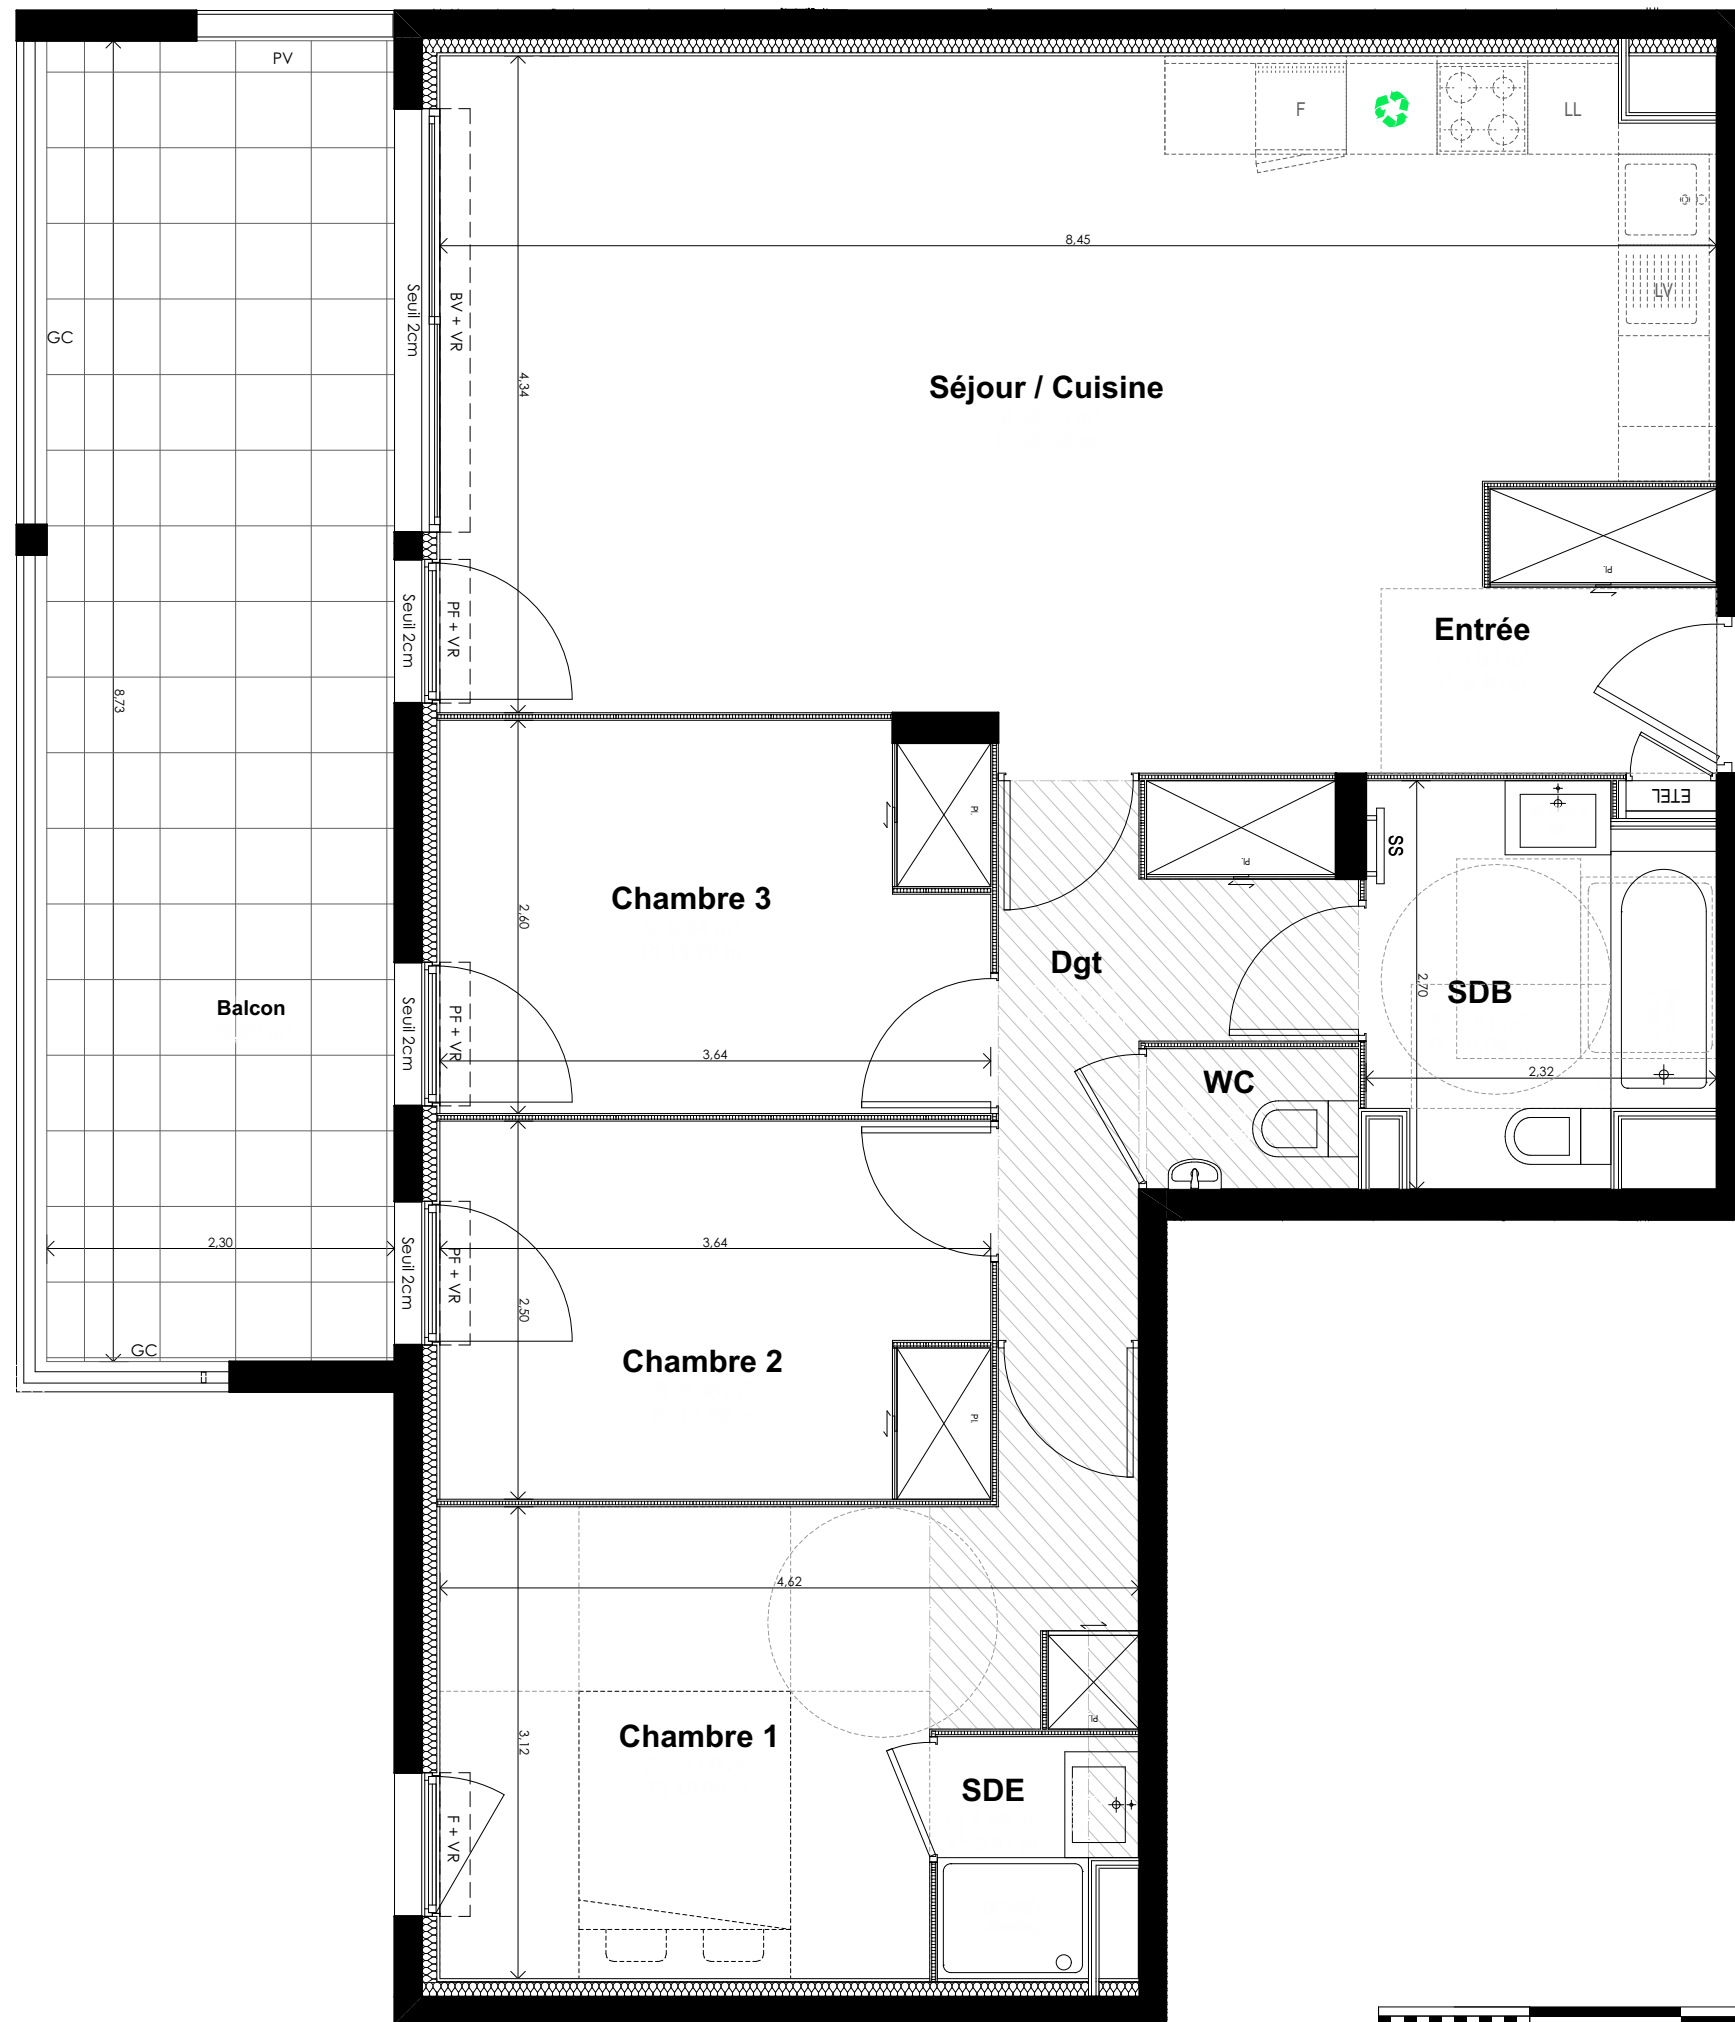 PV
F
LL
8,45
GC
Seuil 2cm
BV + VR
LV
4,34
Séjour / Cuisine
PL
Seuil 2cm
PF + VR
Entrée
8,73
ETEL
PL
SS
PL
Chambre 3
2,60
Dgt
2,70
SDB
Balcon
Seuil 2cm
PF + VR
3,64
WC
2,32
2,30
Seuil 2cm
PF + VR
3,64
2,50
GC
Chambre 2
PL
4,62
PL
3,12
Chambre 1
SDE
F + VR